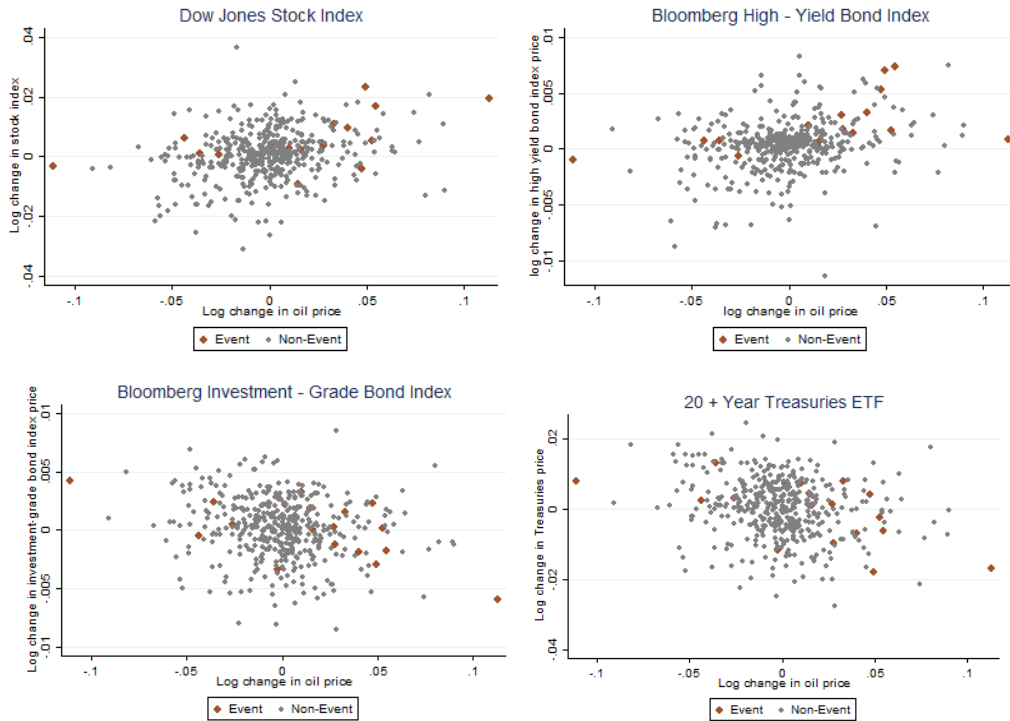 Dow Jones Stock Index
Log change in stock index
.04
.02
0
-.02
-.04
-.1
-.05
0
.05
.1
Log change in oil price
Event
Non-Event
Bloomberg High - Yield Bond Index
log change in high yield bond index price
.01
.005
0
-.005
-.01
-.1
-.05
0
.05
.1
log change in oil price
Event
Non-Event
Bloomberg Investment - Grade Bond Index
Log change in investment-grade bond index price
.01
.005
0
-.005
-.01
-.1
-.05
0
.05
.1
Log change in oil price
Event
Non-Event
20 + Year Treasuries ETF
Log change in Treasuries price
.02
0
-.02
-.04
-.1
-.05
0
.05
.1
Log change in oil price
Event
Non-Event